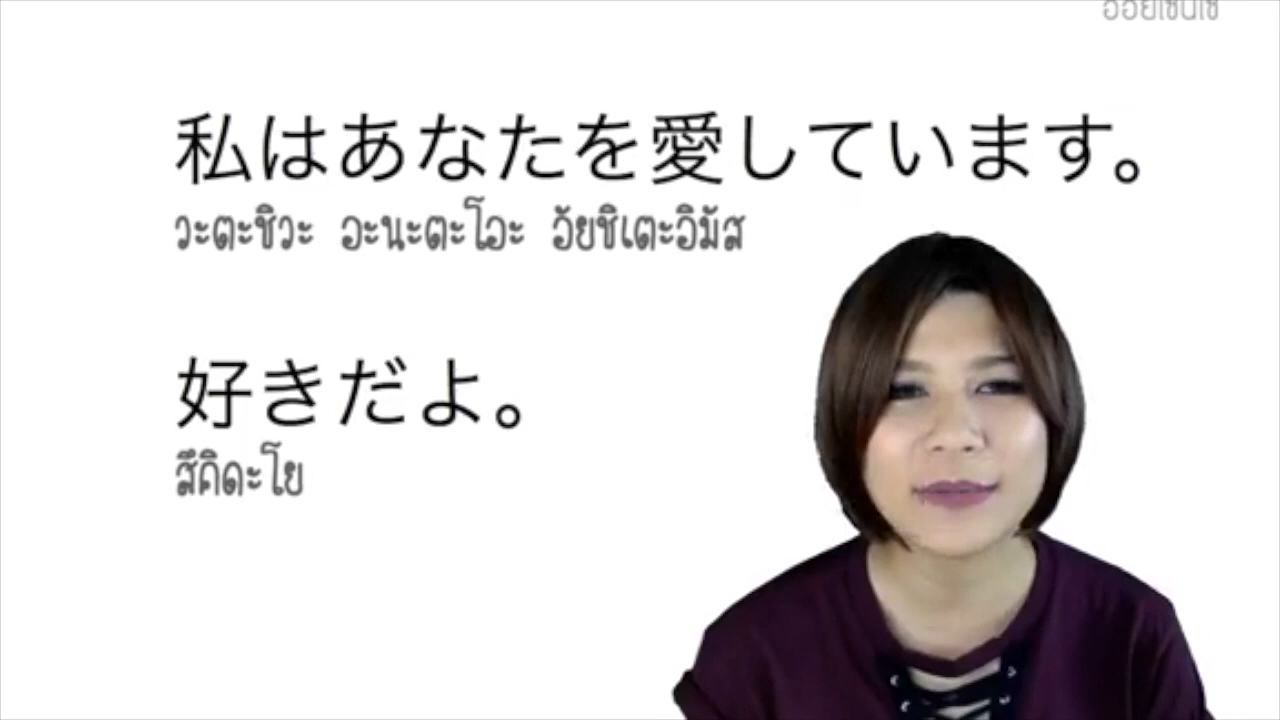 私はあなたを愛しています。
วะตะชิวะ อะนะตะโอะ อัยชิเตะอิมัส
好きだよ。
สึคิดะโย